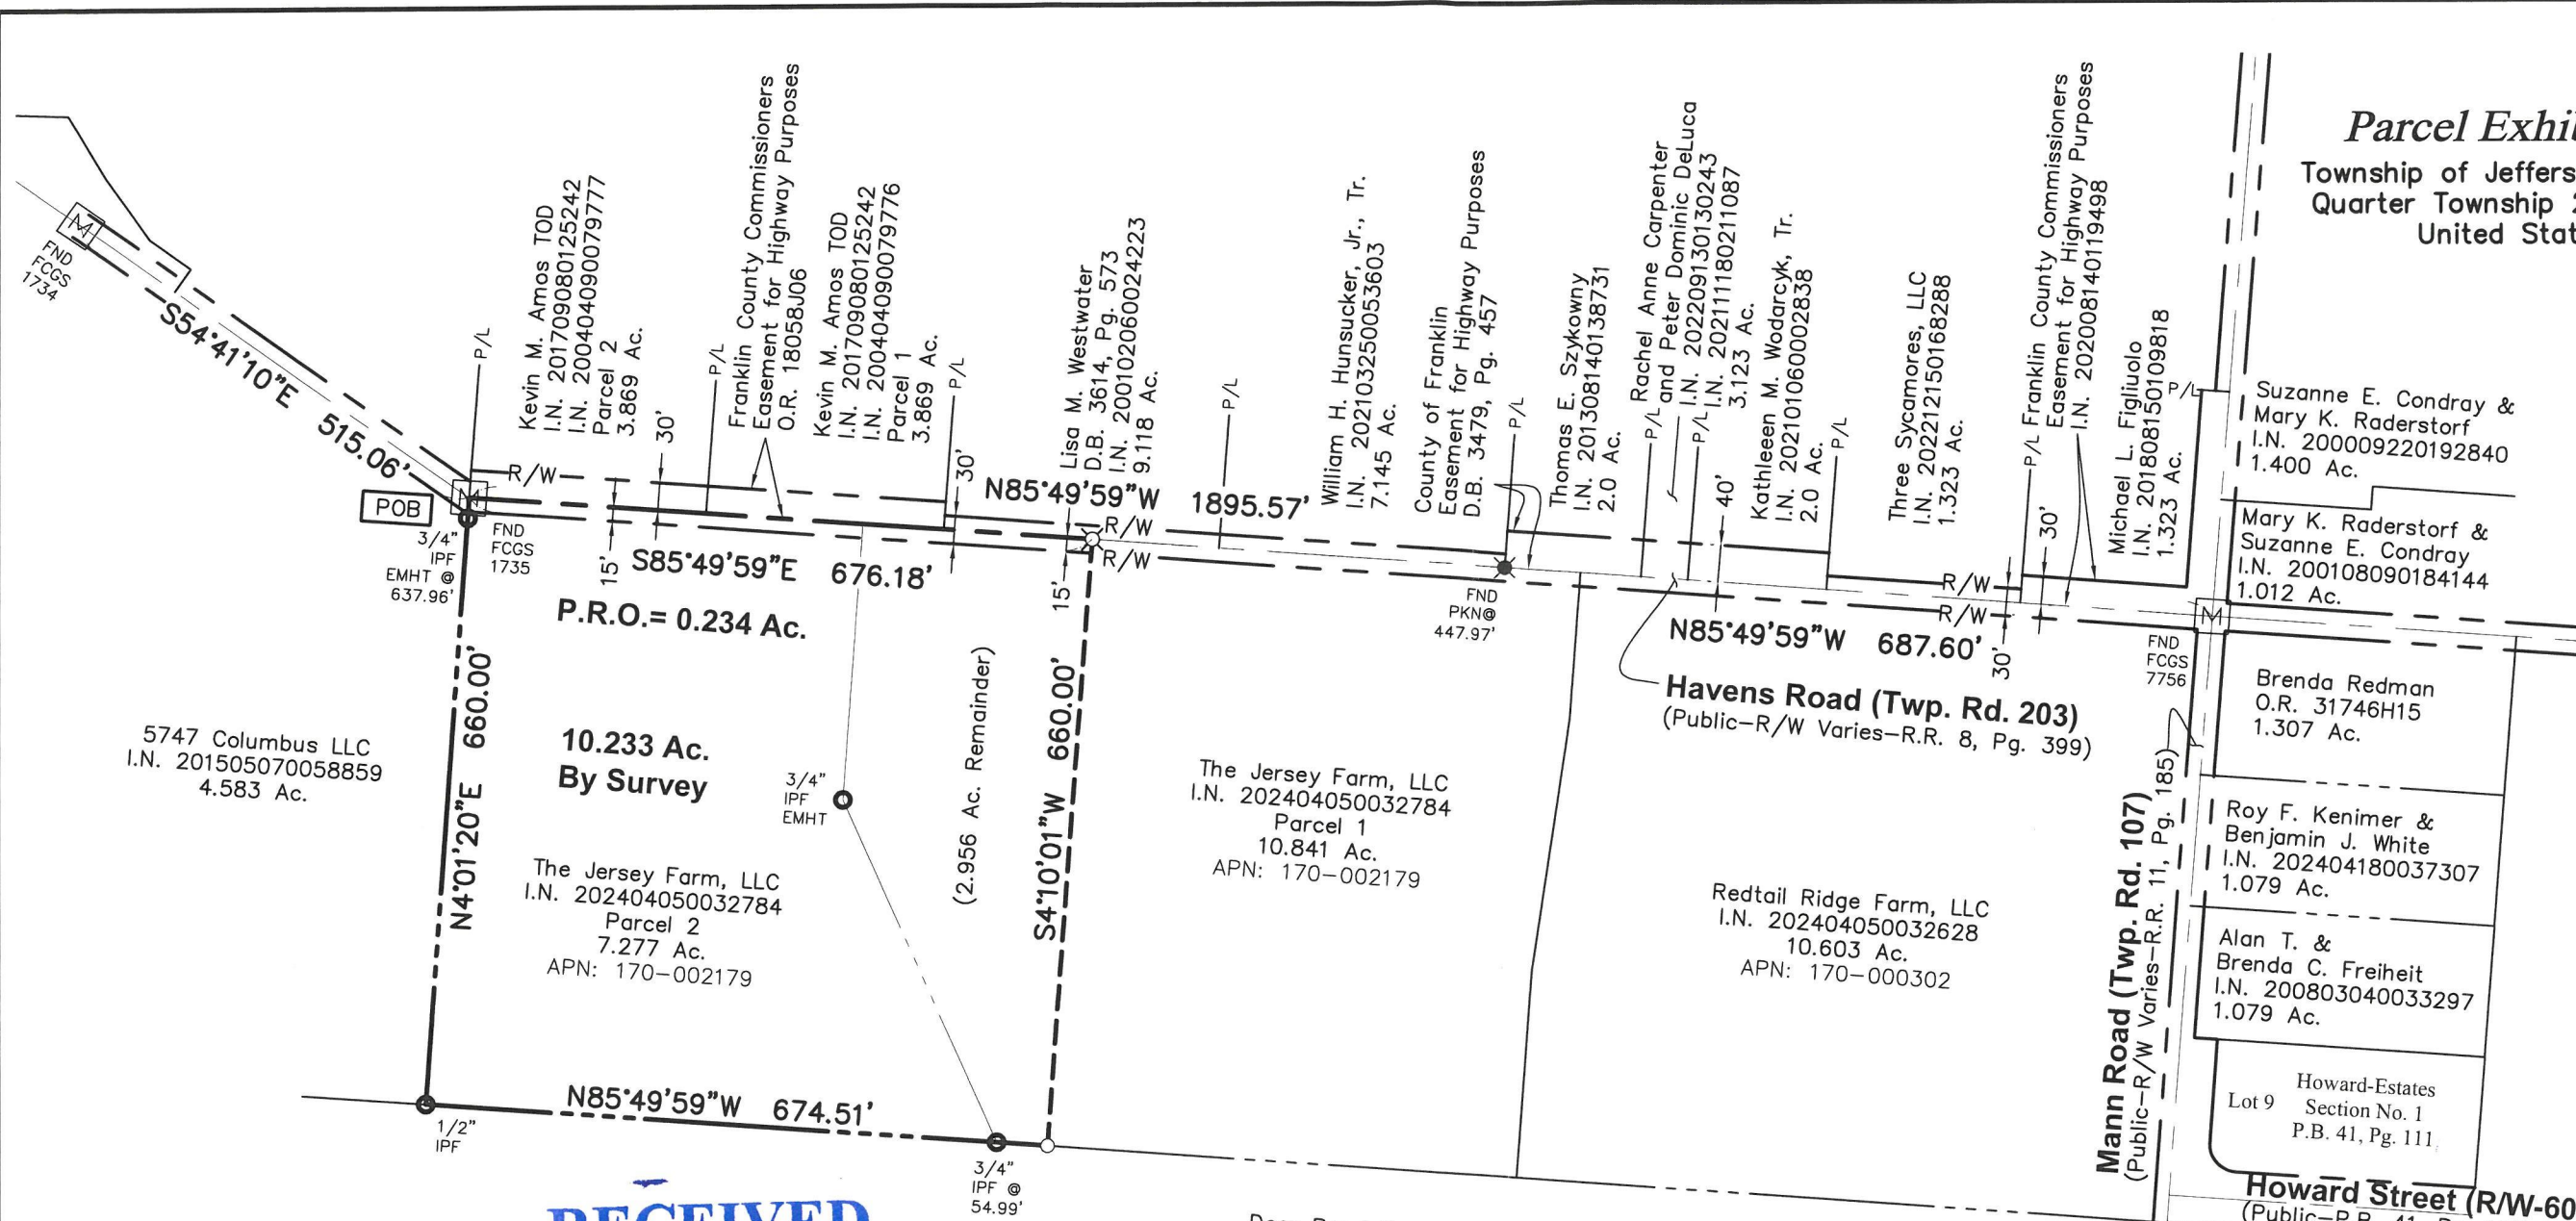 Parcel Exhi
Township of Jeffers
Quarter Township
United Stat
FND
FCGS
1734
S54°41'10"E 515.06'
POB
P/L
Kevin M. Amos TOD
I.N. 201709080125242
I.N. 200404090079777
Parcel 2
3.869 Ac.
30'
P/L
Franklin County Commissioners
Easement for Highway Purposes
O.R. 18058J06
Kevin M. Amos TOD
I.N. 201709080125242
I.N. 200404090079776
Parcel 1
3.869 Ac.
P/L
30'
Lisa M. Westwater
D.B. 3614, Pg. 573
I.N. 200102060024223
9.118 Ac.
P/L
William H. Hunsucker, Jr., Tr.
I.N. 202103250053603
7.145 Ac.
County of Franklin
Easement for Highway Purposes
D.B. 3479, Pg. 457
P/L
Thomas E. Szykowny
I.N. 201308140138731
2.0 Ac.
P/L
Rachel Anne Carpenter
and Peter Dominic DeLuca
I.N. 202209130130243
I.N. 202111180211087
3.123 Ac.
P/L
40'
Kathleen M. Wodarcyk, Tr.
I.N. 202101060002838
2.0 Ac.
P/L
Three Sycamores, LLC
I.N. 202212150168288
1.323 Ac.
P/L
Franklin County Commissioners
Easement for Highway Purposes
I.N. 202008140119498
30'
Michael L. Figliuolo
I.N. 201808150109818
1.323 Ac.
P/L
Suzanne E. Condray &
Mary K. Raderstorf
I.N. 200009220192840
1.400 Ac.
Mary K. Raderstorf &
Suzanne E. Condray
I.N. 200108090184144
1.012 Ac.
R/W
N85°49'59"W 1895.57'
R/W
R/W
R/W
R/W
M
M
M
3/4"
IPF
EMHT @
637.96'
FND
FCGS
1735
15'
S85°49'59"E 676.18'
P.R.O.= 0.234 Ac.
15'
FND
PKN@
447.97'
N85°49'59"W 687.60'
30'
FND
FCGS
7756
Havens Road (Twp. Rd. 203)
(Public-R/W Varies-R.R. 8, Pg. 399)
Brenda Redman
O.R. 31746H15
1.307 Ac.
5747 Columbus LLC
I.N. 201505070058859
4.583 Ac.
N4°01'20"E 660.00'
10.233 Ac.
By Survey
3/4"
IPF
EMHT
(2.956 Ac. Remainder)
S4°10'01"W 660.00'
The Jersey Farm, LLC
I.N. 202404050032784
Parcel 2
7.277 Ac.
APN: 170-002179
The Jersey Farm, LLC
I.N. 202404050032784
Parcel 1
10.841 Ac.
APN: 170-002179
Redtail Ridge Farm, LLC
I.N. 202404050032628
10.603 Ac.
APN: 170-000302
Mann Road (Twp. Rd. 107)
(Public-R/W Varies-R.R. 11, Pg. 185)
Roy F. Kenimer &
Benjamin J. White
I.N. 202404180037307
1.079 Ac.
Alan T. &
Brenda C. Freiheit
I.N. 200803040033297
1.079 Ac.
Lot 9
Howard-Estates
Section No. 1
P.B. 41, Pg. 111
N85°49'59"W 674.51'
1/2"
IPF
3/4"
IPF @
54.99'
RECEIVED
Howard Street (R/W-60